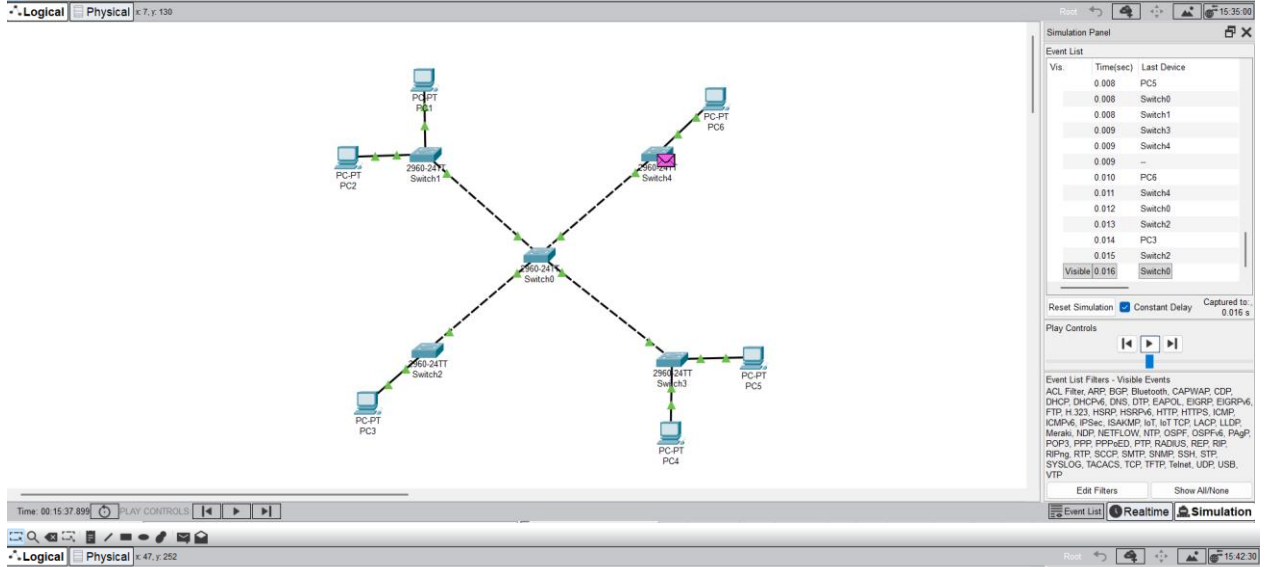 Logical Physical x: 7, y: 130 Root 15:35:00
Simulation Panel
Event List
Vis. Time(sec) Last Device
0.008 PC5
0.008 Switch0
0.008 Switch1
0.009 Switch3
0.009 Switch4
0.009 --
0.010 PC6
0.011 Switch4
0.012 Switch0
0.013 Switch2
0.014 PC3
0.015 Switch2
Visible 0.016 Switch0
Reset Simulation Constant Delay Captured to:
0.016 s
Play Controls
Event List Filters - Visible Events
ACL Filter, ARP, BGP, Bluetooth, CAPWAP, CDP,
DHCP, DHCPv6, DNS, DTP, EAPOL, EIGRP, EIGRPv6,
FTP, H.323, HSRP, HSRPv6, HTTP, HTTPS, ICMP,
ICMPv6, IPSec, ISAKMP, IoT, IoT TCP, LACP, LLDP,
Meraki, NDP, NETFLOW, NTP, OSPF, OSPFv6, PAgP,
POP3, PPP, PPPoED, PTP, RADIUS, REP, RIP,
RIPng, RTP, SCCP, SMTP, SNMP, SSH, STP,
SYSLOG, TACACS, TCP, TFTP, Telnet, UDP, USB,
VTP
Edit Filters Show All/None
Event List Realtime Simulation
PC-PT
PC1
PC-PT
PC6
PC-PT
PC2
2960-24TT
Switch1
2960-24TT
Switch4
2960-24TT
Switch0
2960-24TT
Switch2
2960-24TT
Switch3
PC-PT
PC5
PC-PT
PC3
PC-PT
PC4
Time: 00:15:37.899 PLAY CONTROLS
Logical Physical x: 47, y: 252 Root 15:42:30